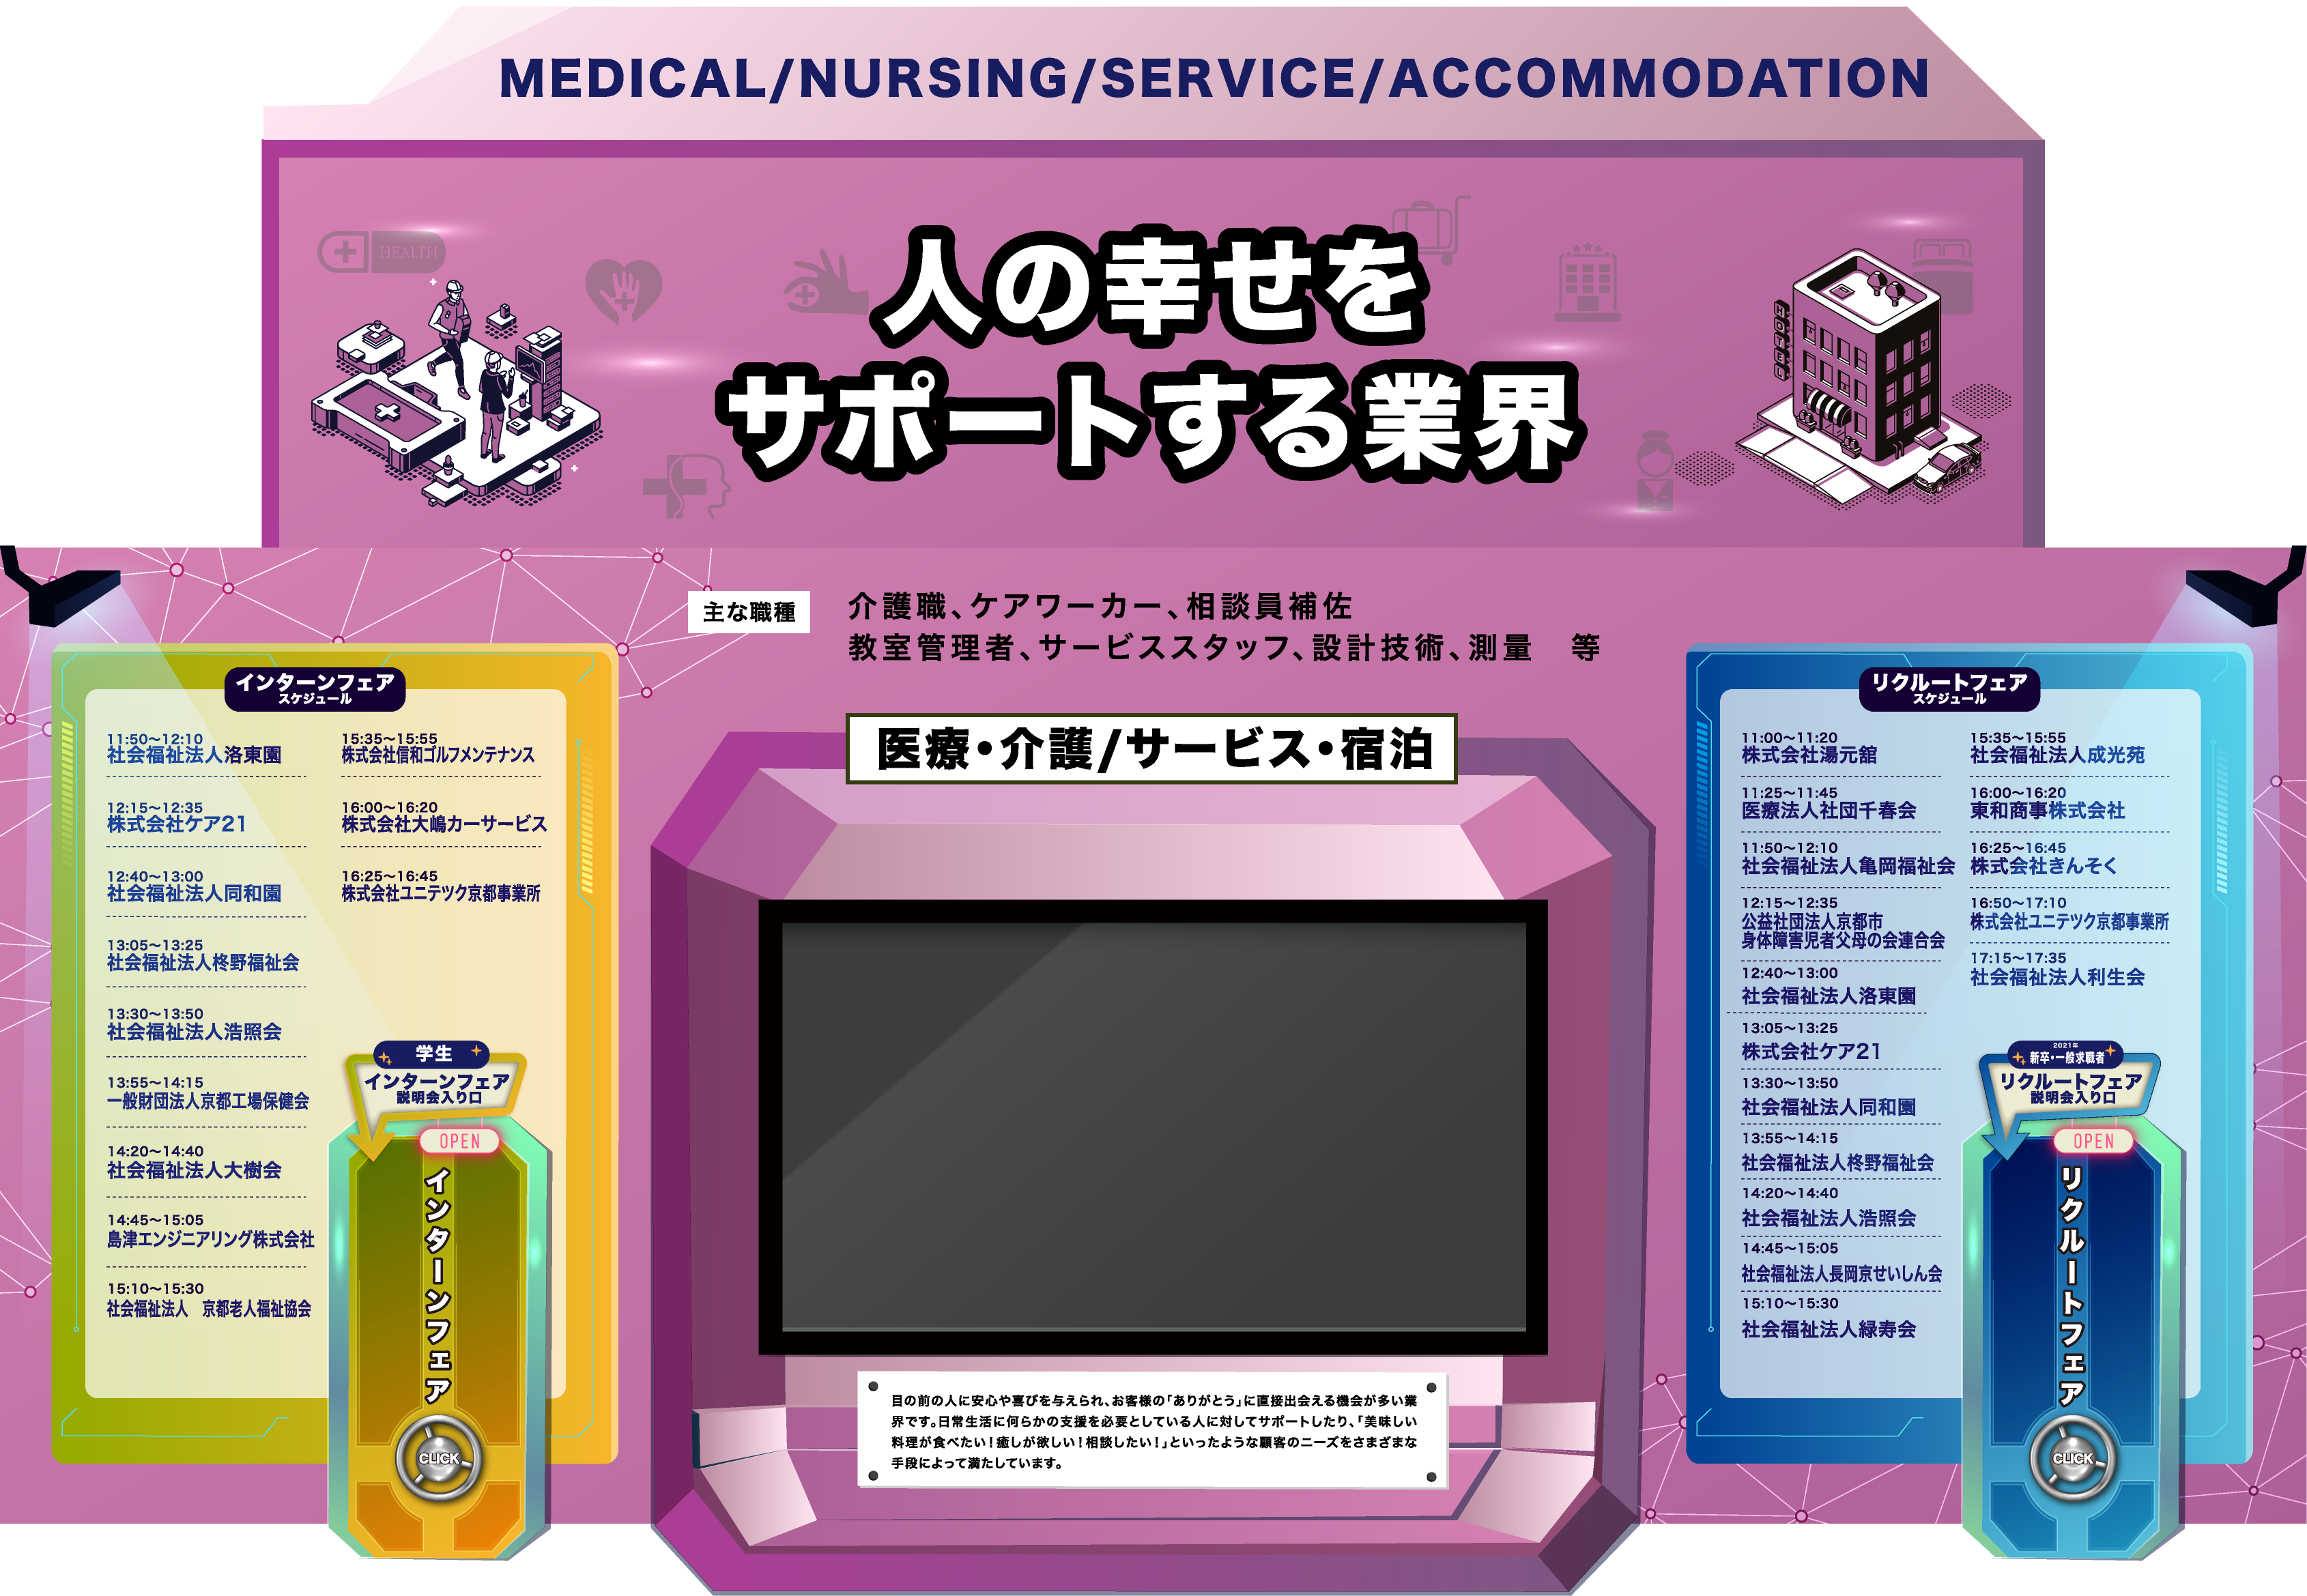 MEDICAL/NURSING/SERVICE/ACCOMMODATION
HEALTH
人の幸せを
サポートする業界
HOTEL
主な職種
介護職、ケアワーカー、相談員補佐
教室管理者、サービススタッフ、設計技術、測量　等
医療・介護/サービス・宿泊
インターンフェア
スケジュール
11:50〜12:10
社会福祉法人洛東園
12:15〜12:35
株式会社ケア21
12:40〜13:00
社会福祉法人同和園
13:05〜13:25
社会福祉法人柊野福祉会
13:30〜13:50
社会福祉法人浩照会
13:55〜14:15
一般財団法人京都工場保健会
14:20〜14:40
社会福祉法人大樹会
14:45〜15:05
島津エンジニアリング株式会社
15:10〜15:30
社会福祉法人　京都老人福祉協会
15:35〜15:55
株式会社信和ゴルフメンテナンス
16:00〜16:20
株式会社大嶋カーサービス
16:25〜16:45
株式会社ユニテツク京都事業所
学生
インターンフェア
説明会入り口
OPEN
インターンフェア
CLICK
目の前の人に安心や喜びを与えられ、お客様の「ありがとう」に直接出会える機会が多い業
界です。日常生活に何らかの支援を必要としている人に対してサポートしたり、「美味しい
料理が食べたい！癒しが欲しい！相談したい！」といったような顧客のニーズをさまざまな
手段によって満たしています。
リクルートフェア
スケジュール
11:00〜11:20
株式会社湯元舘
11:25〜11:45
医療法人社団千春会
11:50〜12:10
社会福祉法人亀岡福祉会
12:15〜12:35
公益社団法人京都市
身体障害児者父母の会連合会
12:40〜13:00
社会福祉法人洛東園
13:05〜13:25
株式会社ケア21
13:30〜13:50
社会福祉法人同和園
13:55〜14:15
社会福祉法人柊野福祉会
14:20〜14:40
社会福祉法人浩照会
14:45〜15:05
社会福祉法人長岡京せいしん会
15:10〜15:30
社会福祉法人緑寿会
15:35〜15:55
社会福祉法人成光苑
16:00〜16:20
東和商事株式会社
16:25〜16:45
株式会社きんそく
16:50〜17:10
株式会社ユニテツク京都事業所
17:15〜17:35
社会福祉法人利生会
2021年
新卒・一般求職者
リクルートフェア
説明会入り口
OPEN
リクルートフェア
CLICK